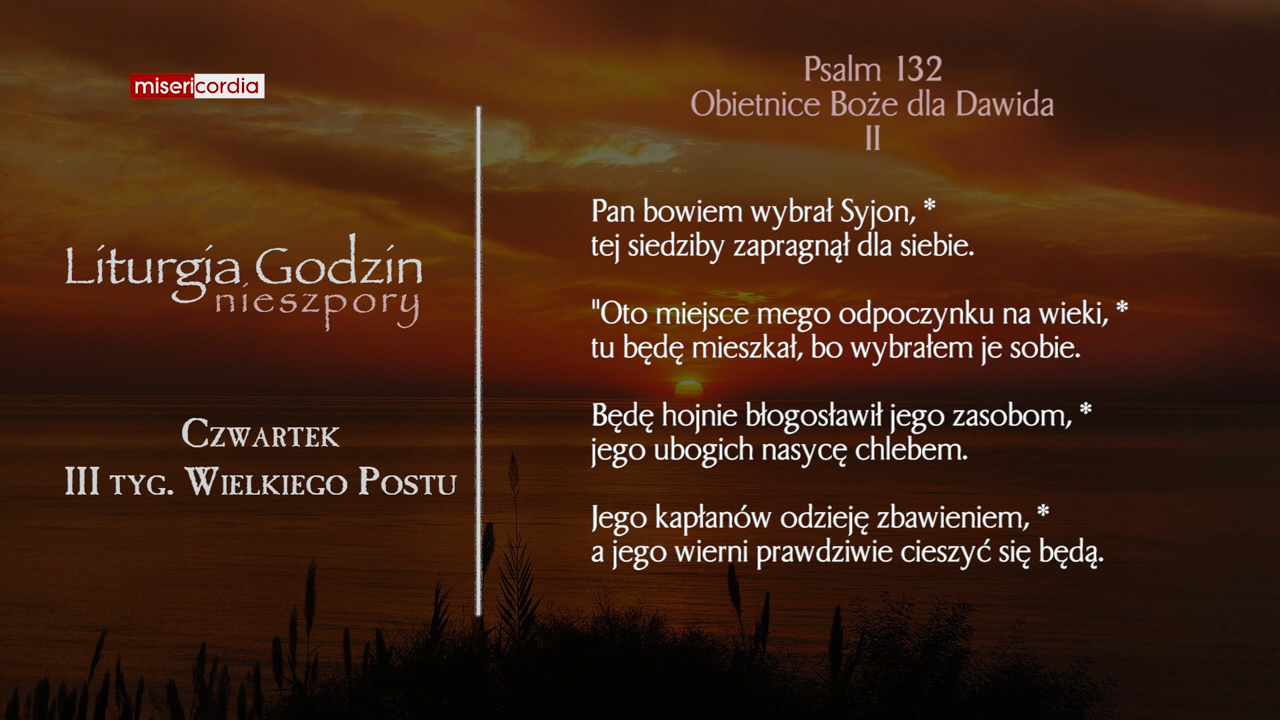 misericordia
Liturgia Godzin
nieszpory
Czwartek
III tyg. Wielkiego Postu
Psalm 132
Obietnice Boże dla Dawida
II
Pan bowiem wybrał Syjon, *
tej siedziby zapragnął dla siebie.
"Oto miejsce mego odpoczynku na wieki, *
tu będę mieszkał, bo wybrałem je sobie.
Będę hojnie błogosławił jego zasobom, *
jego ubogich nasycę chlebem.
Jego kapłanów odzieję zbawieniem, *
a jego wierni prawdziwie cieszyć się będą.